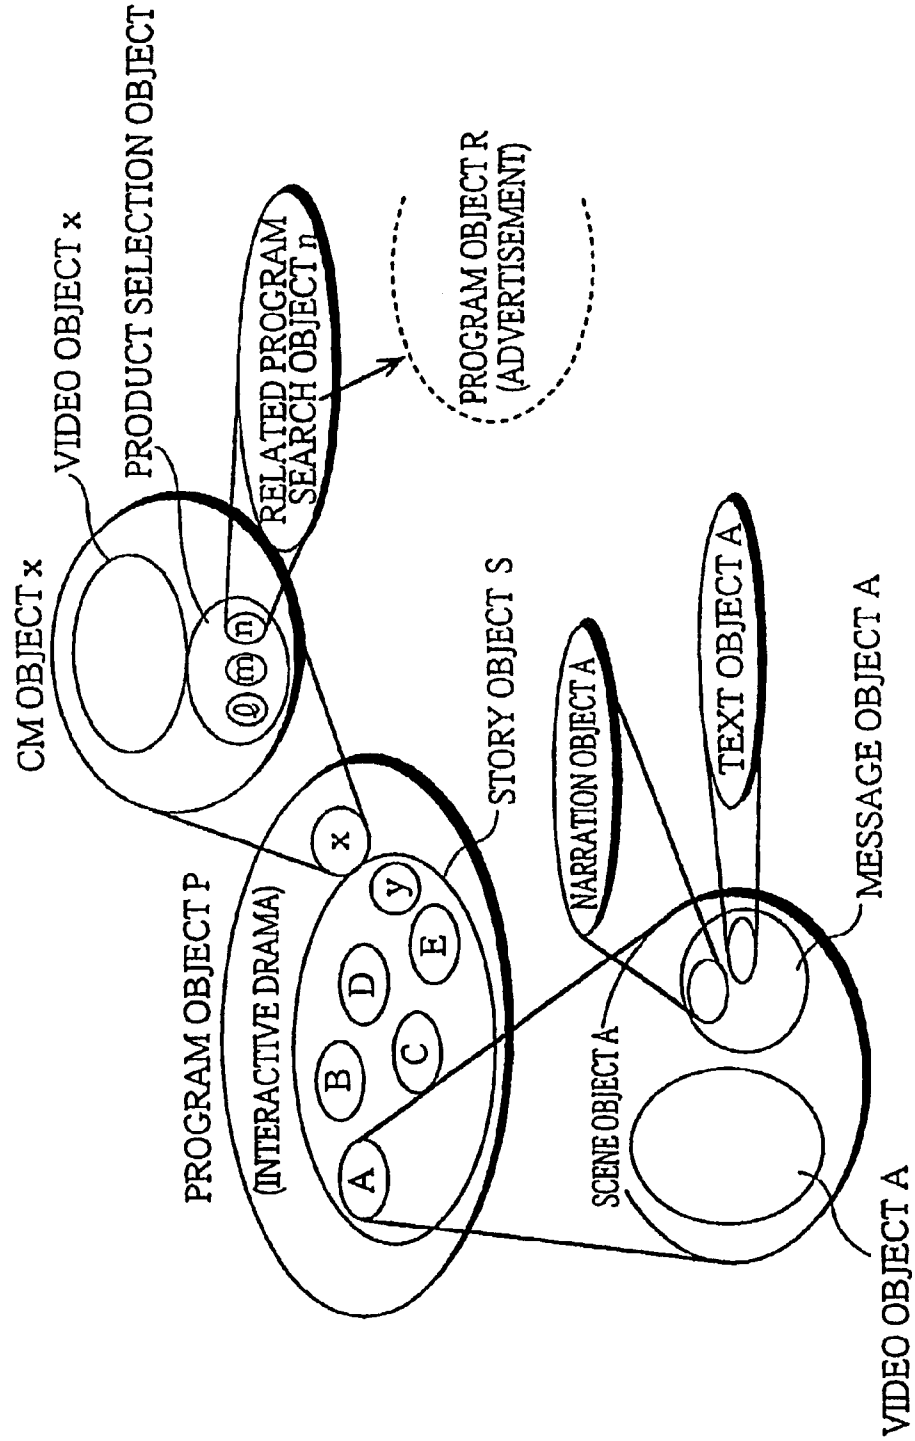 CM OBJECT x
VIDEO OBJECT x
PRODUCT SELECTION OBJECT
ℓ m n
RELATED PROGRAM
SEARCH OBJECT n
PROGRAM OBJECT R
(ADVERTISEMENT)
PROGRAM OBJECT P
(INTERACTIVE DRAMA)
x
A B C D E y
STORY OBJECT S
SCENE OBJECT A
NARRATION OBJECT A
TEXT OBJECT A
MESSAGE OBJECT A
VIDEO OBJECT A